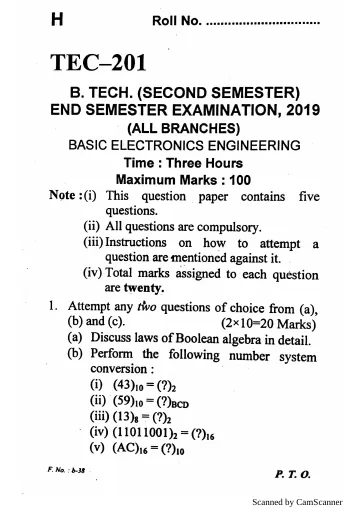 H Roll No. ................................
TEC–201
B. TECH. (SECOND SEMESTER)
END SEMESTER EXAMINATION, 2019
(ALL BRANCHES)
BASIC ELECTRONICS ENGINEERING
Time : Three Hours
Maximum Marks : 100
Note :(i) This question paper contains five
questions.
(ii) All questions are compulsory.
(iii) Instructions on how to attempt a
question are mentioned against it.
(iv) Total marks assigned to each question
are twenty.
1. Attempt any two questions of choice from (a),
(b) and (c). (2×10=20 Marks)
(a) Discuss laws of Boolean algebra in detail.
(b) Perform the following number system
conversion :
(i) (43)₁₀ = (?)₂
(ii) (59)₁₀ = (?)BCD
(iii) (13)₈ = (?)₂
(iv) (11011001)₂ = (?)₁₆
(v) (AC)₁₆ = (?)₁₀
F. No. : b-38 P. T. O.
Scanned by CamScanner